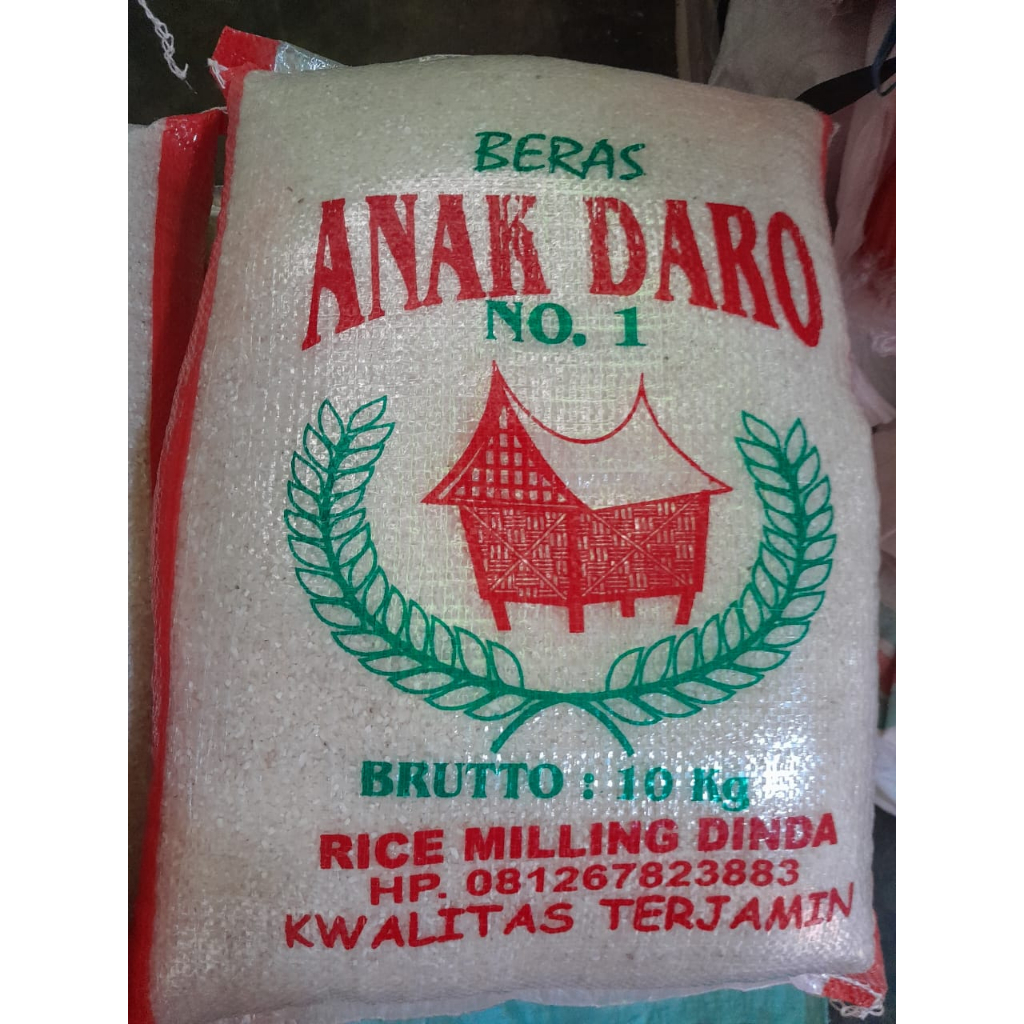 BERAS
ANAK DARO
NO. 1
BRUTTO : 10 Kg
RICE MILLING DINDA
HP. 081267823883
KWALITAS TERJAMIN